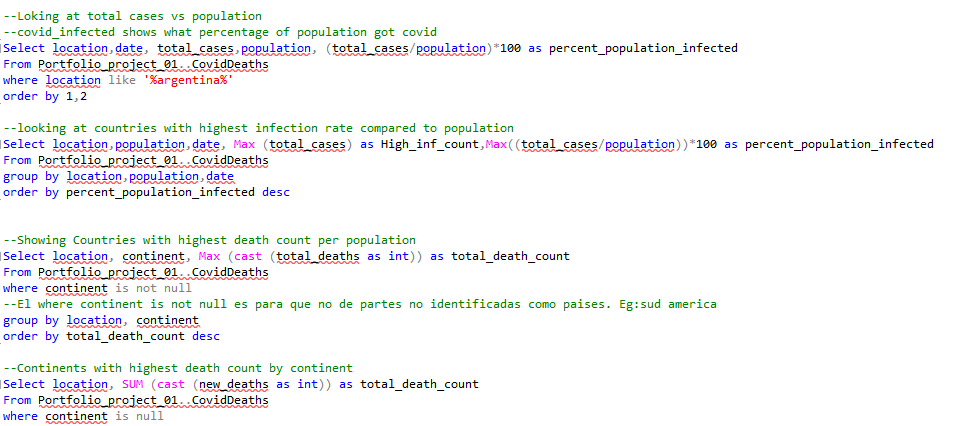 --Loking at total cases vs population
--covid_infected shows what percentage of population got covid
Select location,date, total_cases,population, (total_cases/population)*100 as percent_population_infected
From Portfolio_project_01..CovidDeaths
where location like '%argentina%'
order by 1,2
--looking at countries with highest infection rate compared to population
Select location,population,date, Max (total_cases) as High_inf_count,Max((total_cases/population))*100 as percent_population_infected
From Portfolio_project_01..CovidDeaths
group by location,population,date
order by percent_population_infected desc
--Showing Countries with highest death count per population
Select location, continent, Max (cast (total_deaths as int)) as total_death_count
From Portfolio_project_01..CovidDeaths
where continent is not null
--El where continent is not null es para que no de partes no identificadas como paises. Eg:sud america
group by location, continent
order by total_death_count desc
--Continents with highest death count by continent
Select location, SUM (cast (new_deaths as int)) as total_death_count
From Portfolio_project_01..CovidDeaths
where continent is null